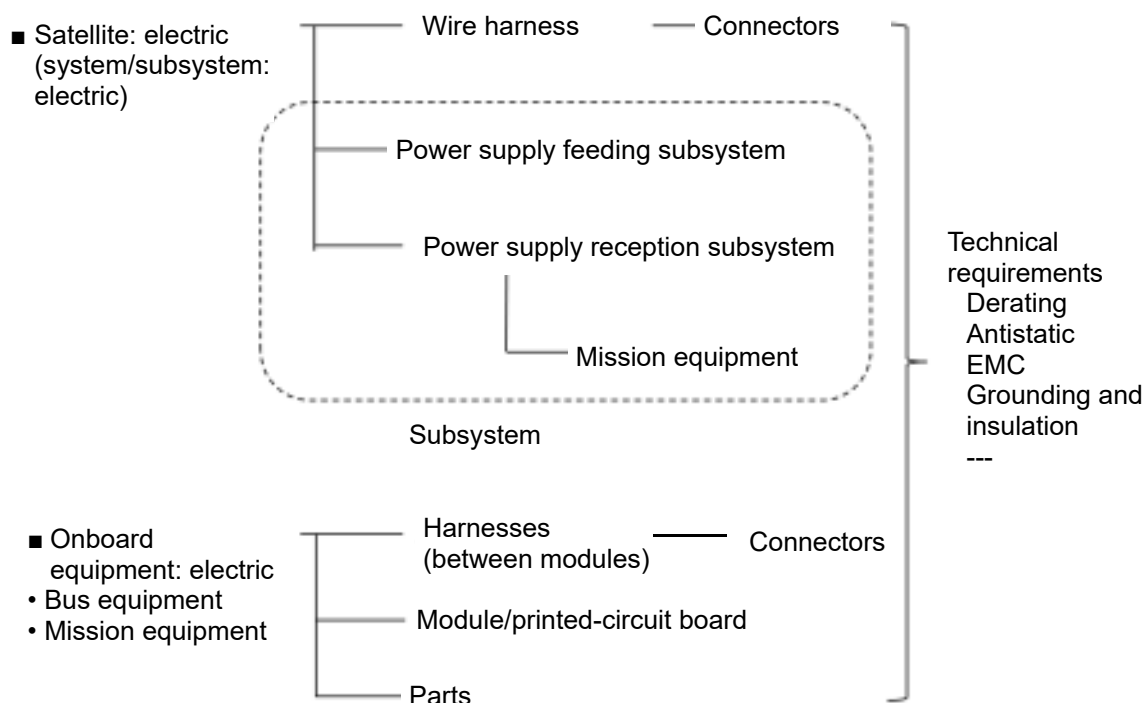 ■ Satellite: electric
(system/subsystem:
electric)
Wire harness
Connectors
Power supply feeding subsystem
Power supply reception subsystem
Mission equipment
Subsystem
Technical
requirements
Derating
Antistatic
EMC
Grounding and
insulation
---
■ Onboard
equipment: electric
• Bus equipment
• Mission equipment
Harnesses
(between modules)
Connectors
Module/printed-circuit board
Parts